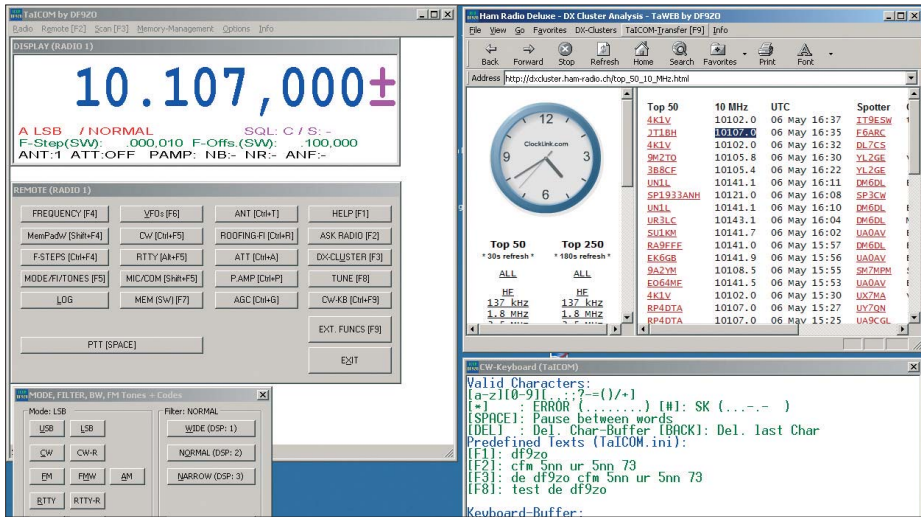 TaICOM by DF9ZO
Radio Remote [F2] Scan [F3] Memory-Management Options Info
DISPLAY (RADIO 1)
10.107,000±
A LSB / NORMAL SQL: C / S: -
F-Step(SW): .000,010 F-Offs.(SW): .100,000
ANT:1 ATT:OFF PAMP: NB:- NR:- ANF:-
REMOTE (RADIO 1)
FREQUENCY [F4] VFOs [F6] ANT [Ctrl+T] HELP [F1]
MemPadW [Shift+F4] CW [Ctrl+F5] ROOFING-FI [Ctrl+R] ASK RADIO [F2]
F-STEPS [Ctrl+F4] RTTY [Alt+F5] ATT [Ctrl+A] DX-CLUSTER [F3]
MODE/FI/TONES [F5] MIC/COM [Shift+F5] P.AMP [Ctrl+P] TUNE [F8]
LOG MEM (SW) [F7] AGC [Ctrl+G] CW-KB [Ctrl+F9]
EXT. FUNCS [F9]
PTT [SPACE]
EXIT
MODE, FILTER, BW, FM Tones + Codes
Mode: LSB Filter: NORMAL
USB LSB WIDE (DSP: 1)
CW CW-R NORMAL (DSP: 2)
FM FMW AM NARROW (DSP: 3)
RTTY RTTY-R
Ham Radio Deluxe - DX Cluster Analysis - TaWEB by DF9ZO
File View Go Favorites DX-Clusters TaICOM-Transfer [F9] Info
Back Forward Stop Refresh Home Search Favorites Print Font
Address http://dxcluster.ham-radio.ch/top_50_10_MHz.html
12
9 ClockLink.com 3
6
Top 50 Top 250
* 30s refresh * * 180s refresh *
ALL ALL
HF HF
137 kHz 137 kHz
1.8 MHz 1.8 MHz
Top 50 10 MHz UTC Spotter
4K1V 10102.0 06 May 16:37 IT9ESW
JT1BH 10107.0 06 May 16:35 F6ARC
4K1V 10102.0 06 May 16:32 DL7CS
9M2TO 10105.8 06 May 16:30 YL2GE
3B8CF 10105.4 06 May 16:22 YL2GE
UN1L 10141.1 06 May 16:11 DM6DL
SP1933ANH 10121.0 06 May 16:08 SP3CW
UN1L 10141.1 06 May 16:10 DM6DL
UR3LC 10143.1 06 May 16:04 DM6DL
SU1KM 10141.7 06 May 16:02 UA0AV
RA9FFF 10141.0 06 May 15:57 DM6DL
EK6GB 10141.9 06 May 15:56 UA0AV
9A2YM 10108.5 06 May 15:55 SM7MPM
EO64MF 10141.5 06 May 15:53 UA0AV
4K1V 10102.0 06 May 15:30 UX7MA
RP4DTA 10107.0 06 May 15:27 UY7QN
RP4DTA 10107.0 06 May 15:25 UA9CGL
CW-Keyboard (TaICOM)
Valid Characters:
[a-z][0-9][.,:;?-=()/+]
[*] : ERROR (........) [#]: SK (...-.- )
[SPACE]: Pause between words
[DEL] : Del. Char-Buffer [BACK]: Del. last Char
Predefined Texts (TaICOM.ini):
[F1]: df9zo
[F2]: cfm 5nn ur 5nn 73
[F3]: de df9zo cfm 5nn ur 5nn 73
[F8]: test de df9zo
Keyboard-Buffer: